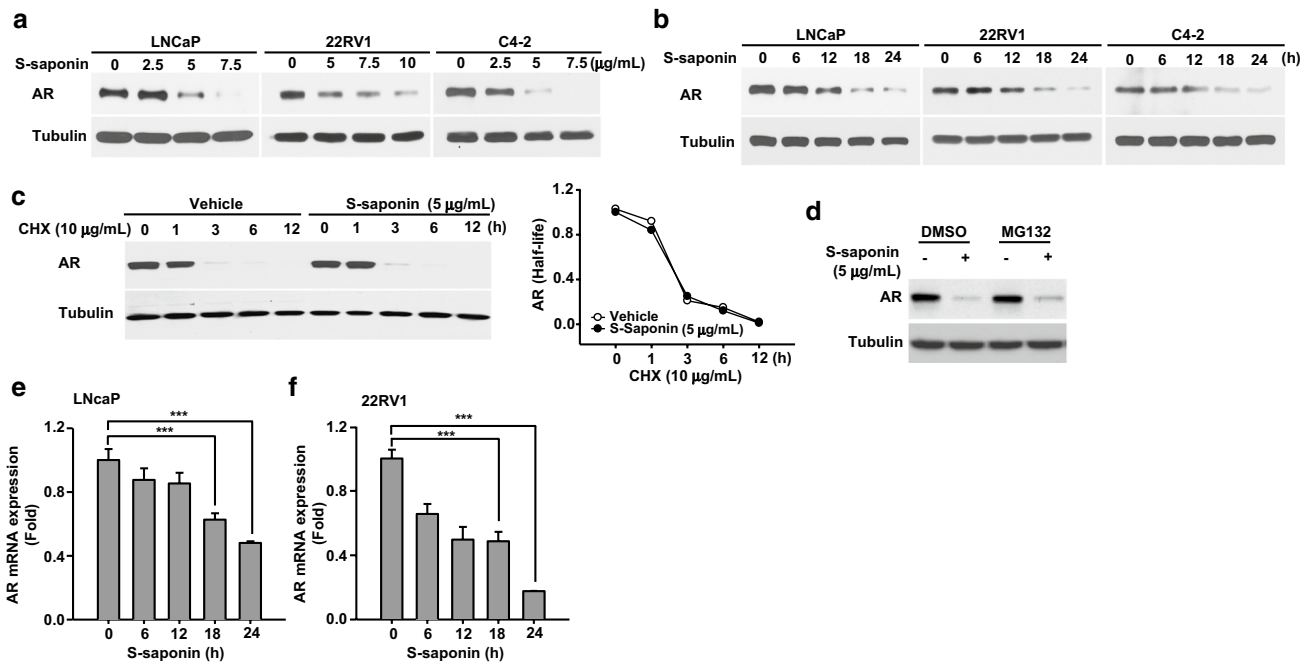 a
LNCaP 22RV1 C4-2
S-saponin 0 2.5 5 7.5 0 5 7.5 10 0 2.5 5 7.5 (μg/mL)
AR
Tubulin
b
LNCaP 22RV1 C4-2
S-saponin 0 6 12 18 24 0 6 12 18 24 0 6 12 18 24 (h)
AR
Tubulin
c
Vehicle S-saponin (5 μg/mL)
CHX (10 μg/mL) 0 1 3 6 12 0 1 3 6 12 (h)
AR
Tubulin
AR (Half-life)
1.2
0.8
0.4
0.0
Vehicle
S-Saponin (5 μg/mL)
0 1 3 6 12 (h)
CHX (10 μg/mL)
d
DMSO MG132
S-saponin - + - +
(5 μg/mL)
AR
Tubulin
e
LNcaP
AR mRNA expression
(Fold)
1.2
0.8
0.4
0.0
***
***
0 6 12 18 24
S-saponin (h)
f
22RV1
AR mRNA expression
(Fold)
1.2
0.8
0.4
0.0
***
***
0 6 12 18 24
S-saponin (h)